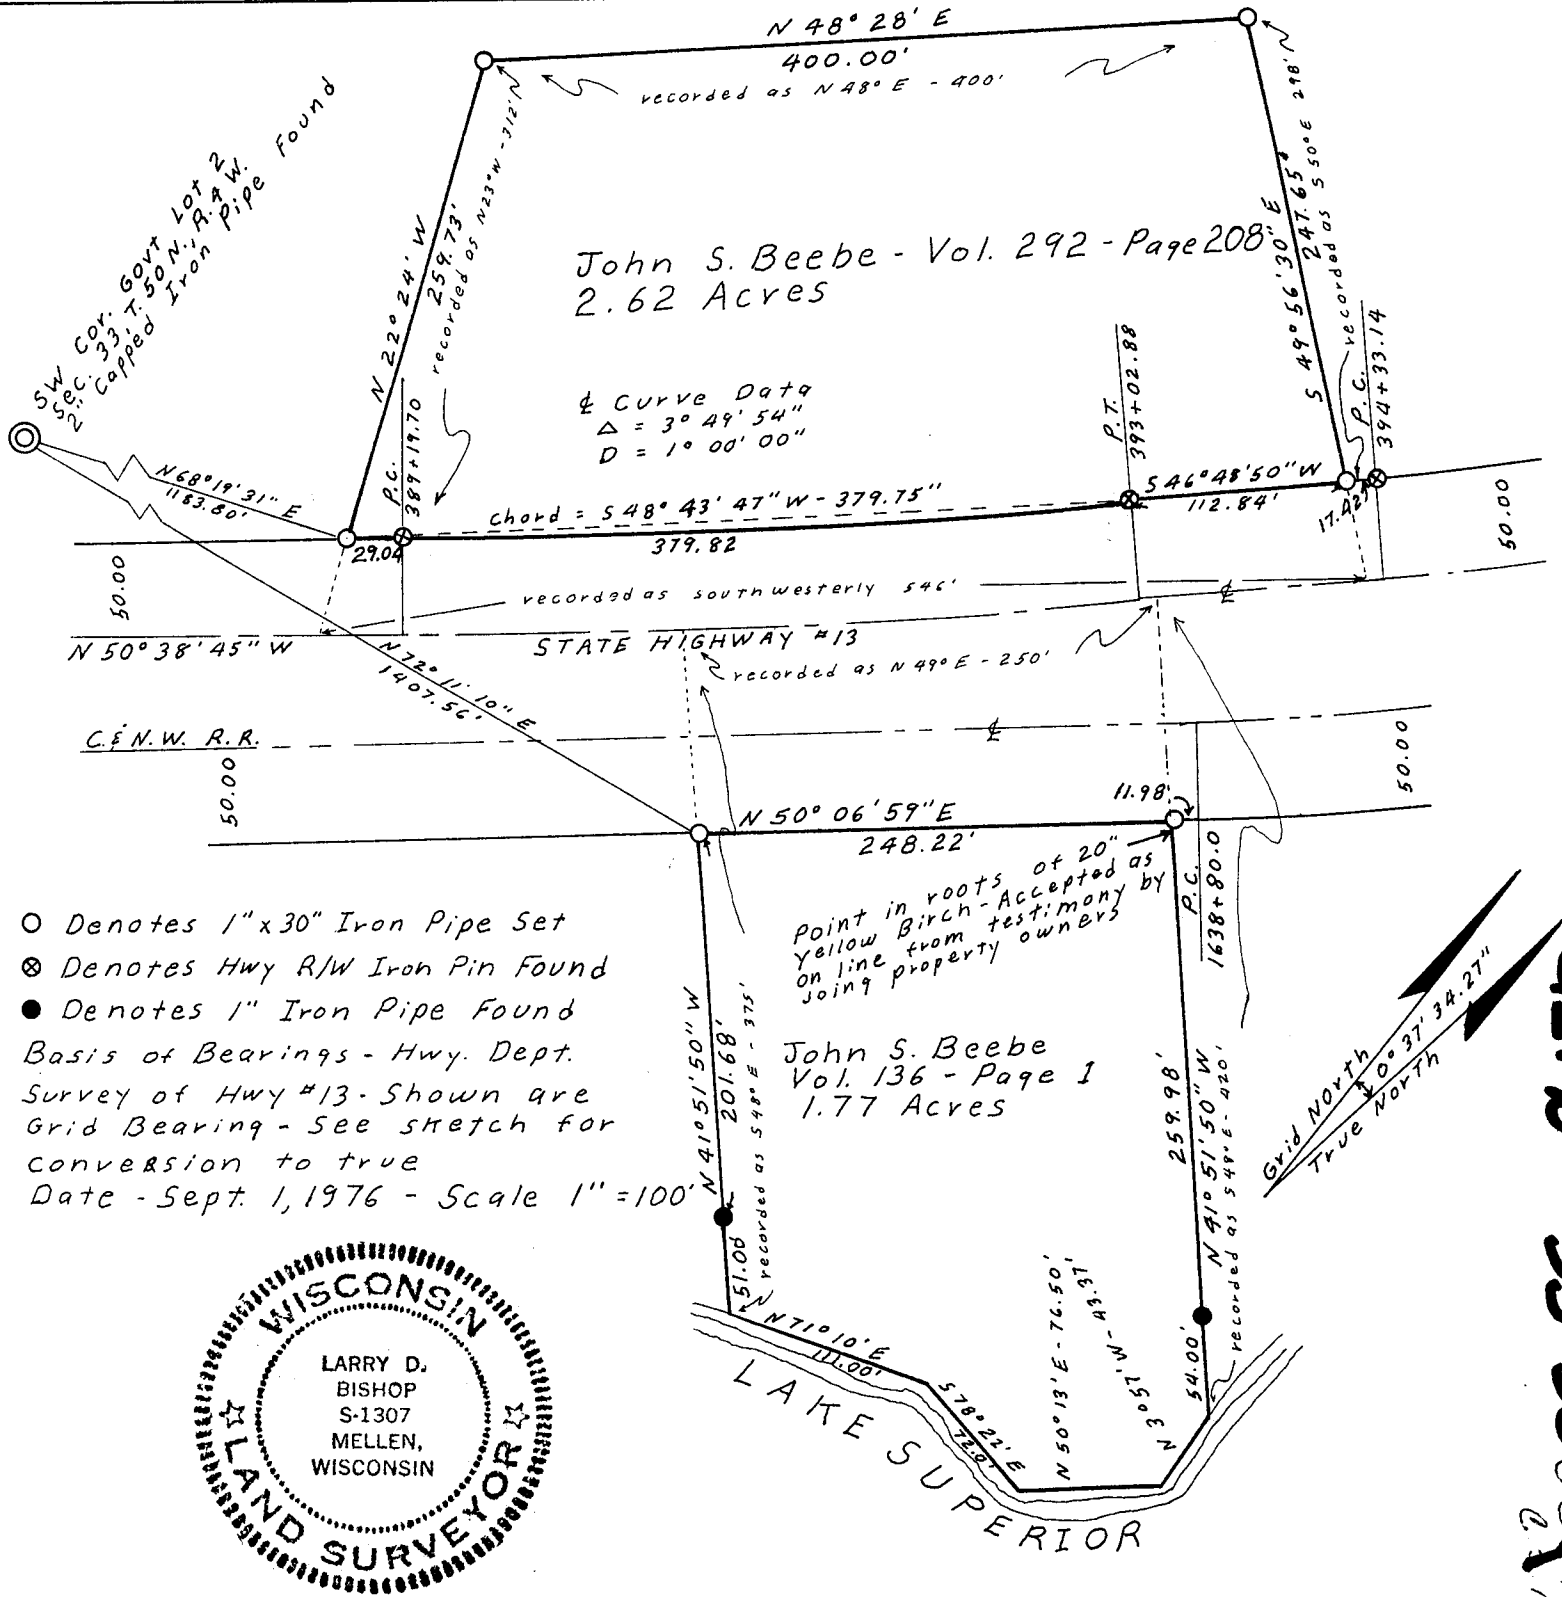 N 48° 28' E
400.00'
recorded as N 48° E - 400'
SW Cor. Govt Lot 2
Sec. 33, T. 50 N., R. 4 W.
2" Capped Iron Pipe Found
N 22° 24' W
259.73'
recorded as N23°W - 312'
S 49° 56' 30" E
247.65'
recorded as S 50° E 298'
John S. Beebe - Vol. 292 - Page 208
2.62 Acres
℄ Curve Data
Δ = 3° 49' 54"
D = 1° 00' 00"
P.C.
389+19.70
P.T.
393+02.88
P.C.
394+33.14
N 68° 19' 31" E
1183.80'
Chord = S 48° 43' 47" W - 379.75"
S 46° 48' 50" W
112.84'
17.42'
29.04
379.82
50.00
50.00
recorded as southwesterly 546'
℄
N 50° 38' 45" W
STATE HIGHWAY #13
recorded as N 49° E - 250'
N 72° 11' 10" E
1407.56'
C. & N.W. R.R.
℄
50.00
50.00
11.98'
N 50° 06' 59" E
248.22'
P.C.
1638+80.0
Point in roots of 20"
Yellow Birch - Accepted as
on line from testimony by
joing property owners
O Denotes 1" x 30" Iron Pipe Set
⊗ Denotes Hwy R/W Iron Pin Found
● Denotes 1" Iron Pipe Found
Basis of Bearings - Hwy. Dept.
Survey of Hwy #13 - Shown are
Grid Bearing - See sketch for
conversion to true
Date - Sept. 1, 1976 - Scale 1" = 100'
N 41° 51' 50" W
201.68'
recorded as S 48° E - 375'
51.00
John S. Beebe
Vol. 136 - Page 1
1.77 Acres
259.98'
N 41° 51' 50" W
recorded as S 48° E - 420'
54.00'
Grid North
0° 37' 34.27"
True North
N 71° 10' E
111.00'
S 78° 22' E
72.0'
N 50° 13' E - 76.50'
N 3° 57' W - 43.37'
LAKE SUPERIOR
WISCONSIN
LARRY D.
BISHOP
S-1307
MELLEN,
WISCONSIN
LAND SURVEYOR